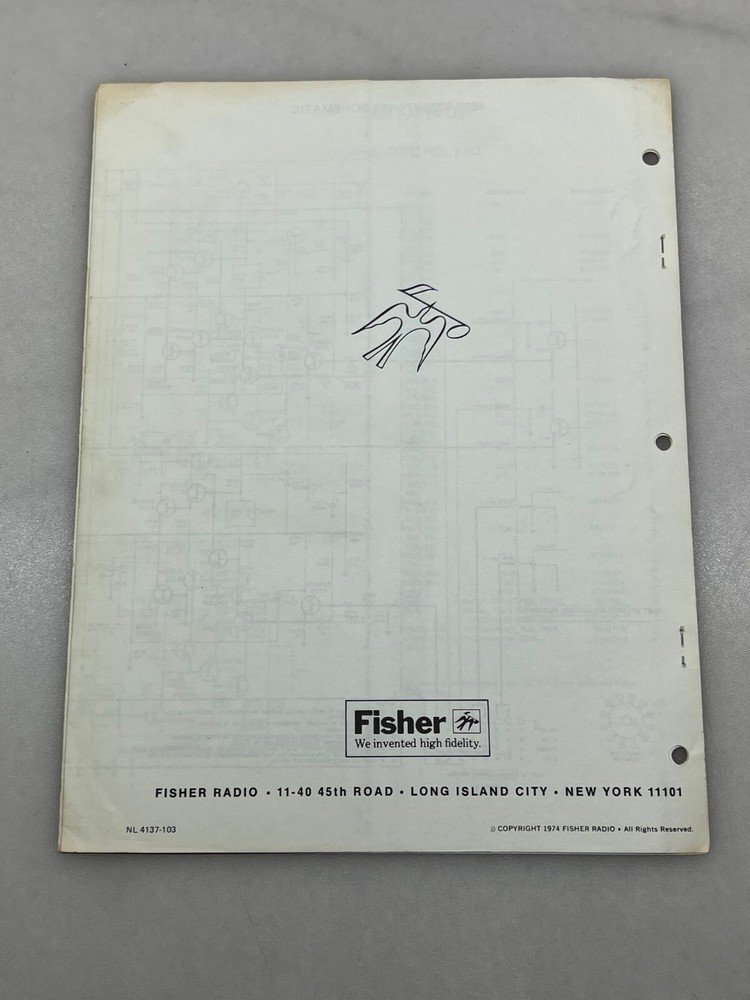 Fisher
We invented high fidelity.
FISHER RADIO • 11-40 45th ROAD • LONG ISLAND CITY • NEW YORK 11101
NL 4137-103
© COPYRIGHT 1974 FISHER RADIO • All Rights Reserved.